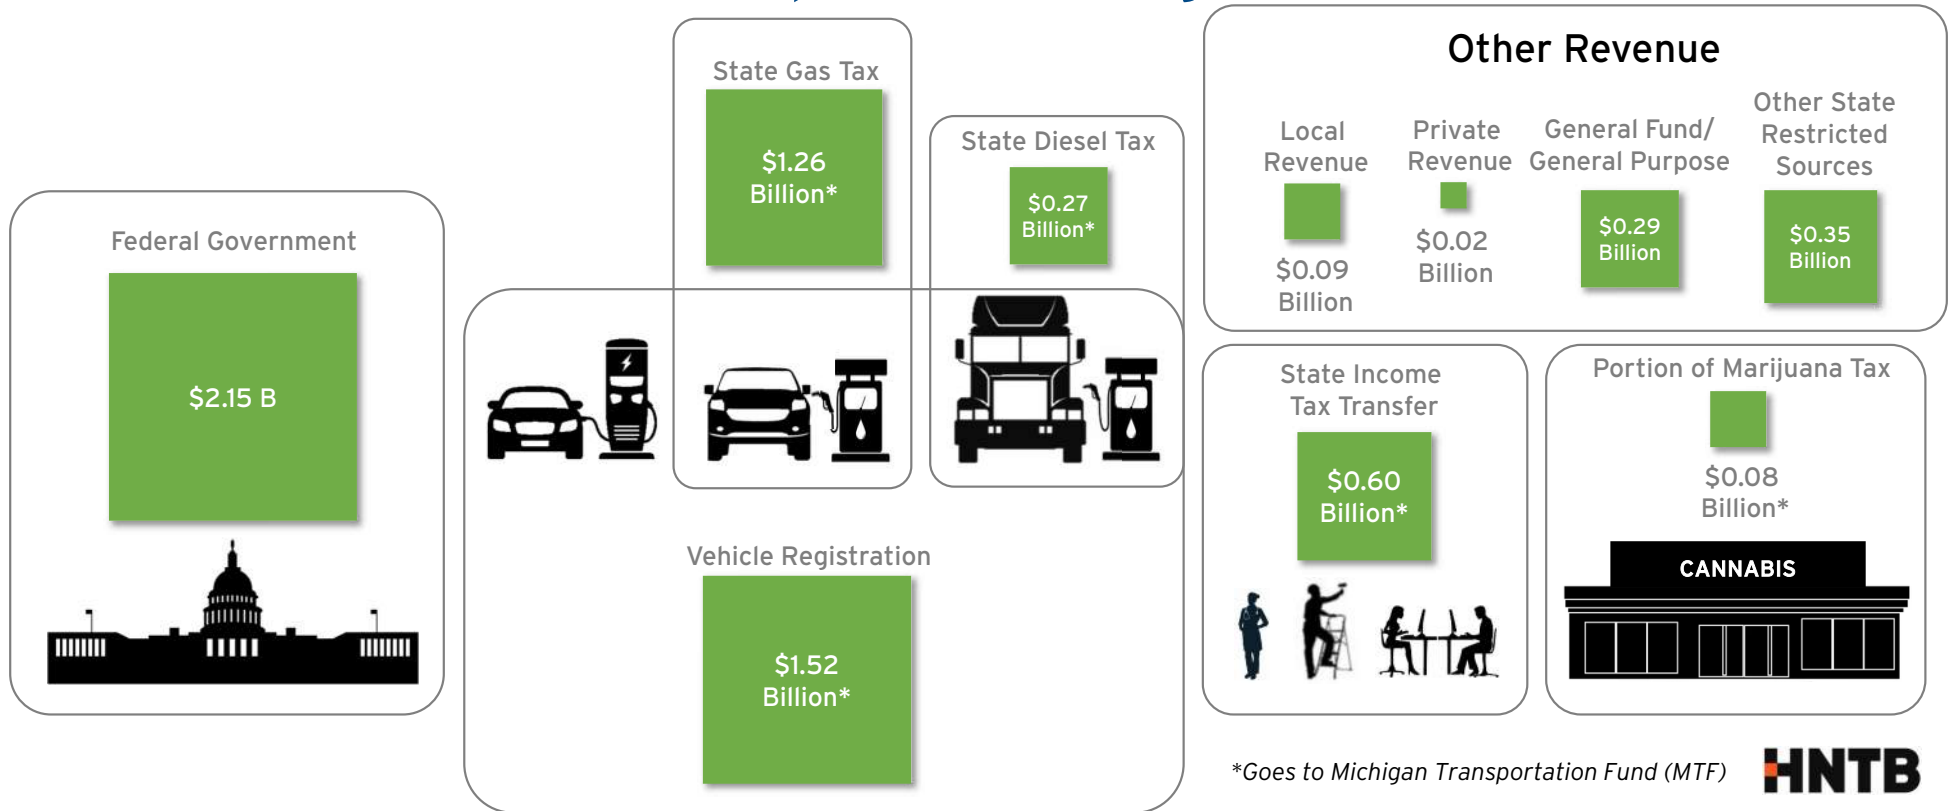 Federal Government
$2.15 B
State Gas Tax
$1.26
Billion*
State Diesel Tax
$0.27
Billion*
Vehicle Registration
$1.52
Billion*
Other Revenue
Local
Revenue
$0.09
Billion
Private
Revenue
$0.02
Billion
General Fund/
General Purpose
$0.29
Billion
Other State
Restricted
Sources
$0.35
Billion
State Income
Tax Transfer
$0.60
Billion*
Portion of Marijuana Tax
$0.08
Billion*
CANNABIS
*Goes to Michigan Transportation Fund (MTF)
HNTB